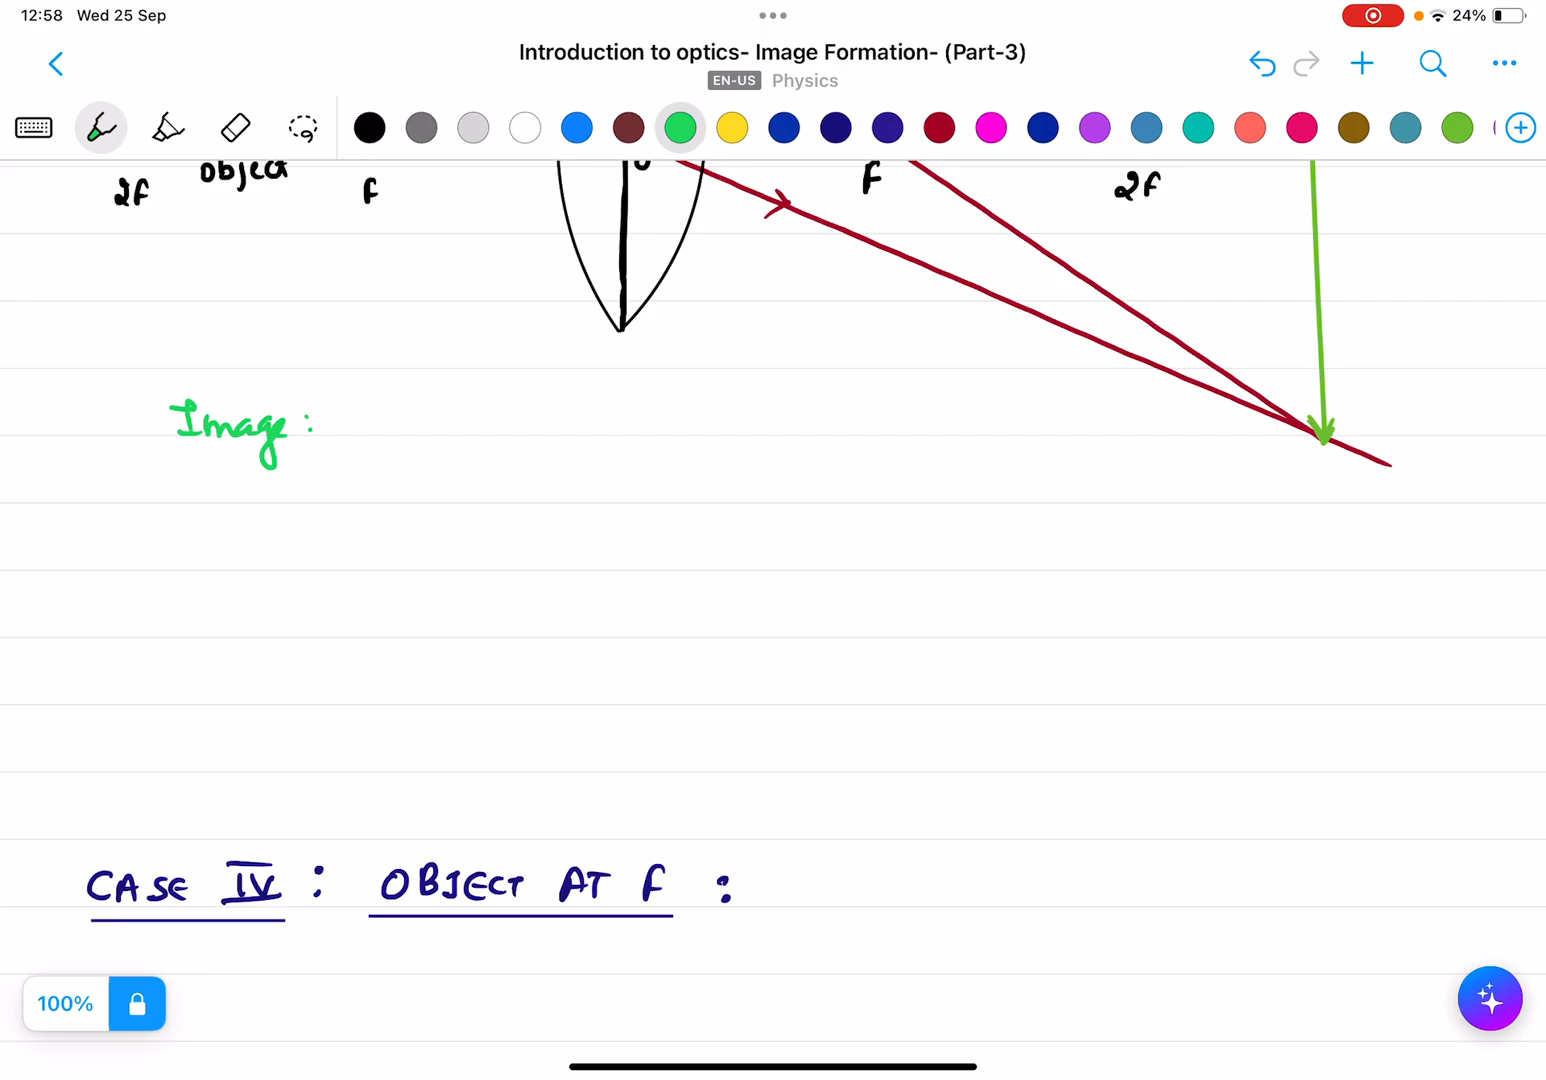 12:58 Wed 25 Sep
24%
Introduction to optics- Image Formation- (Part-3)
EN-US Physics
2F object F F 2F
Image:
CASE IV : OBJECT AT F :
100%